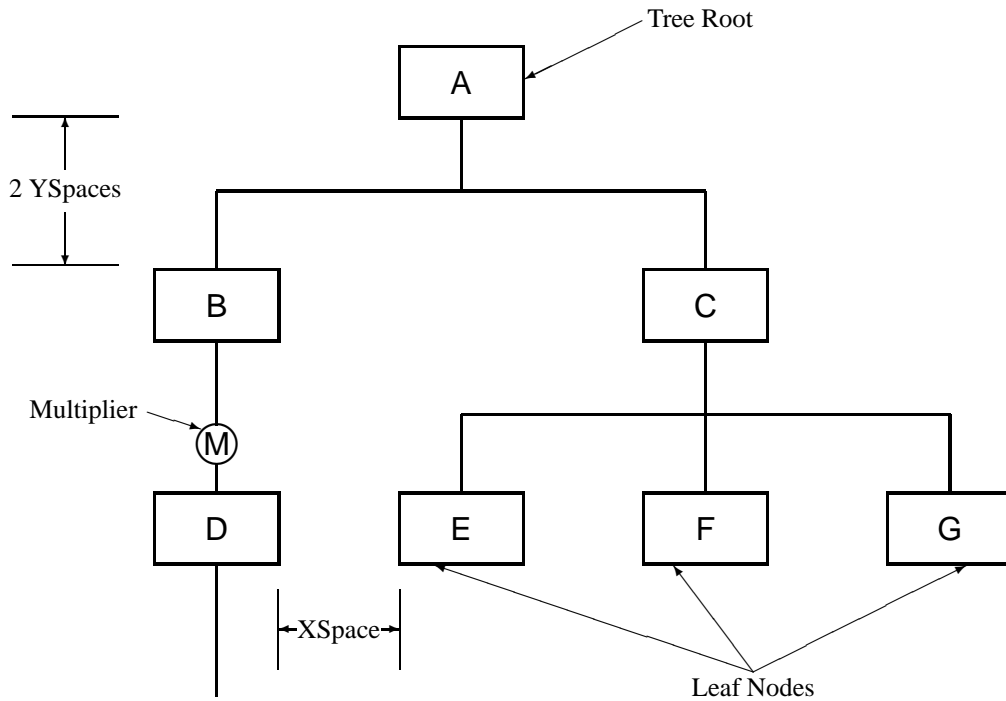 Tree Root
A
2 YSpaces
B
C
Multiplier
M
D
E
F
G
XSpace
Leaf Nodes